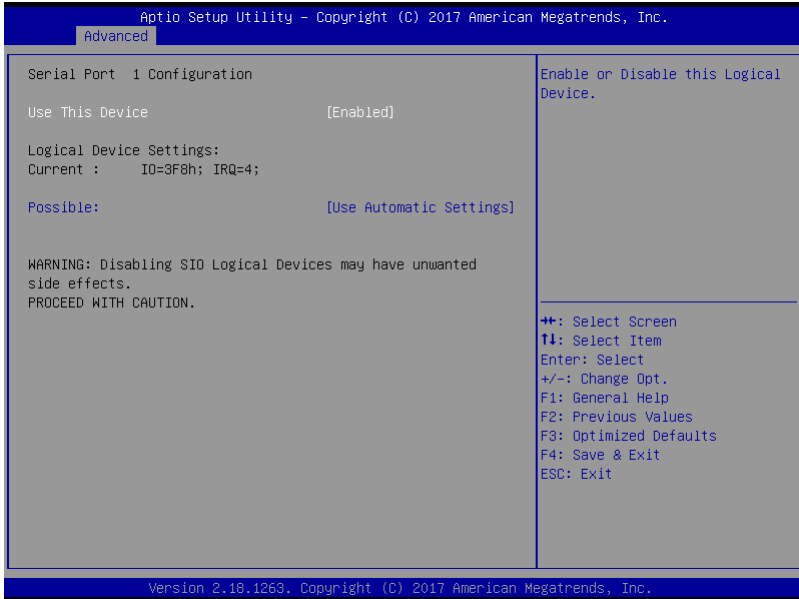 Aptio Setup Utility – Copyright (C) 2017 American Megatrends, Inc.
Advanced
Serial Port  1 Configuration
Use This Device [Enabled]
Logical Device Settings:
Current :     IO=3F8h; IRQ=4;
Possible: [Use Automatic Settings]
WARNING: Disabling SIO Logical Devices may have unwanted
side effects.
PROCEED WITH CAUTION.
Enable or Disable this Logical
Device.
→←: Select Screen
↑↓: Select Item
Enter: Select
+/-: Change Opt.
F1: General Help
F2: Previous Values
F3: Optimized Defaults
F4: Save & Exit
ESC: Exit
Version 2.18.1263. Copyright (C) 2017 American Megatrends, Inc.